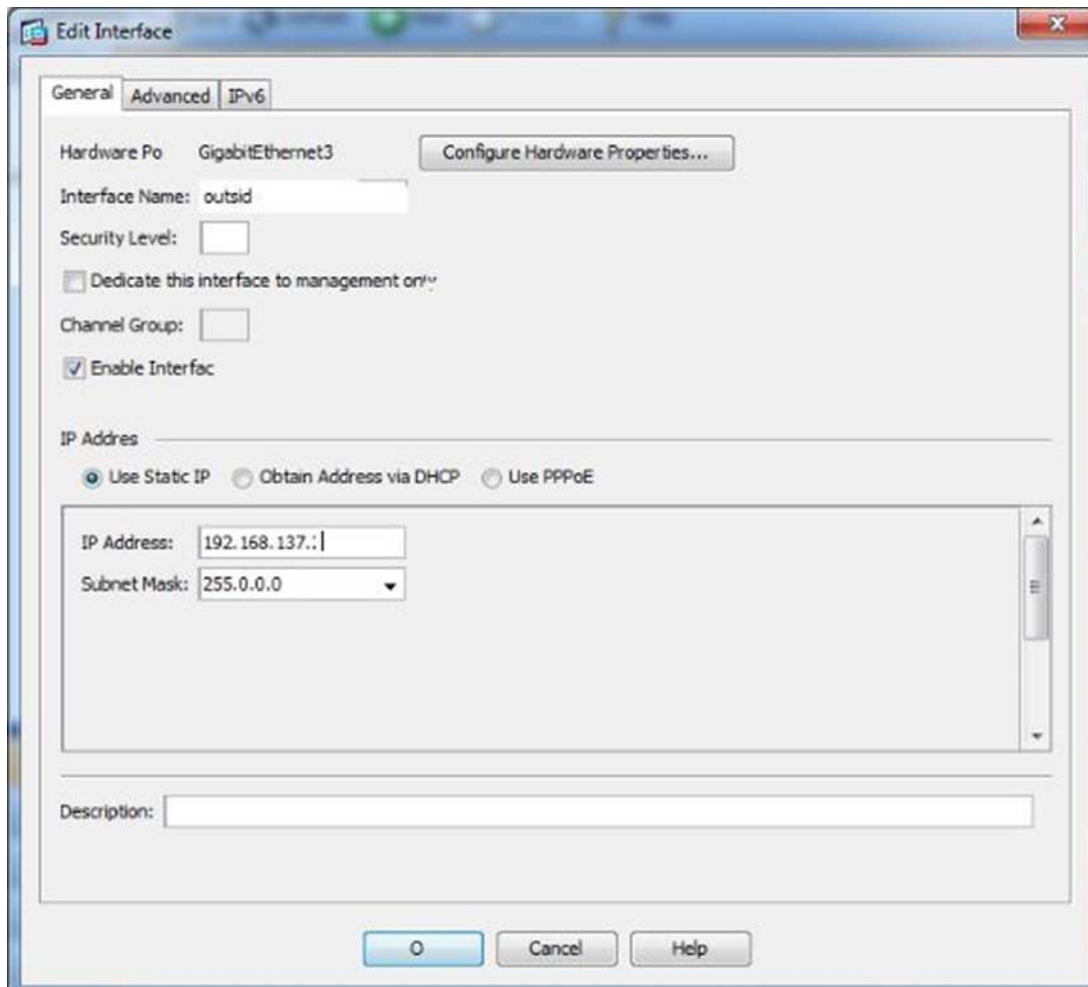 Edit Interface
General Advanced IPv6
Hardware Po GigabitEthernet3 Configure Hardware Properties...
Interface Name: outsid
Security Level:
Dedicate this interface to management only
Channel Group:
Enable Interfac
IP Addres
Use Static IP Obtain Address via DHCP Use PPPoE
IP Address: 192.168.137.
Subnet Mask: 255.0.0.0
Description:
O Cancel Help